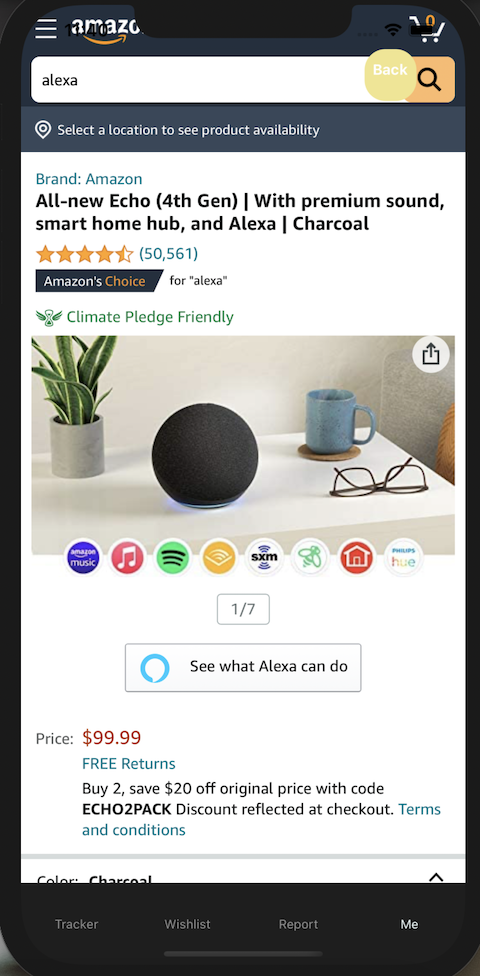 11:40
amazon
0
alexa
Back
Select a location to see product availability
Brand: Amazon
All-new Echo (4th Gen) | With premium sound,
smart home hub, and Alexa | Charcoal
(50,561)
Amazon's Choice for "alexa"
Climate Pledge Friendly
amazon
music
sxm
PHILIPS
hue
1/7
See what Alexa can do
Price: $99.99
FREE Returns
Buy 2, save $20 off original price with code
ECHO2PACK Discount reflected at checkout. Terms
and conditions
Color: Charcoal
Tracker Wishlist Report Me